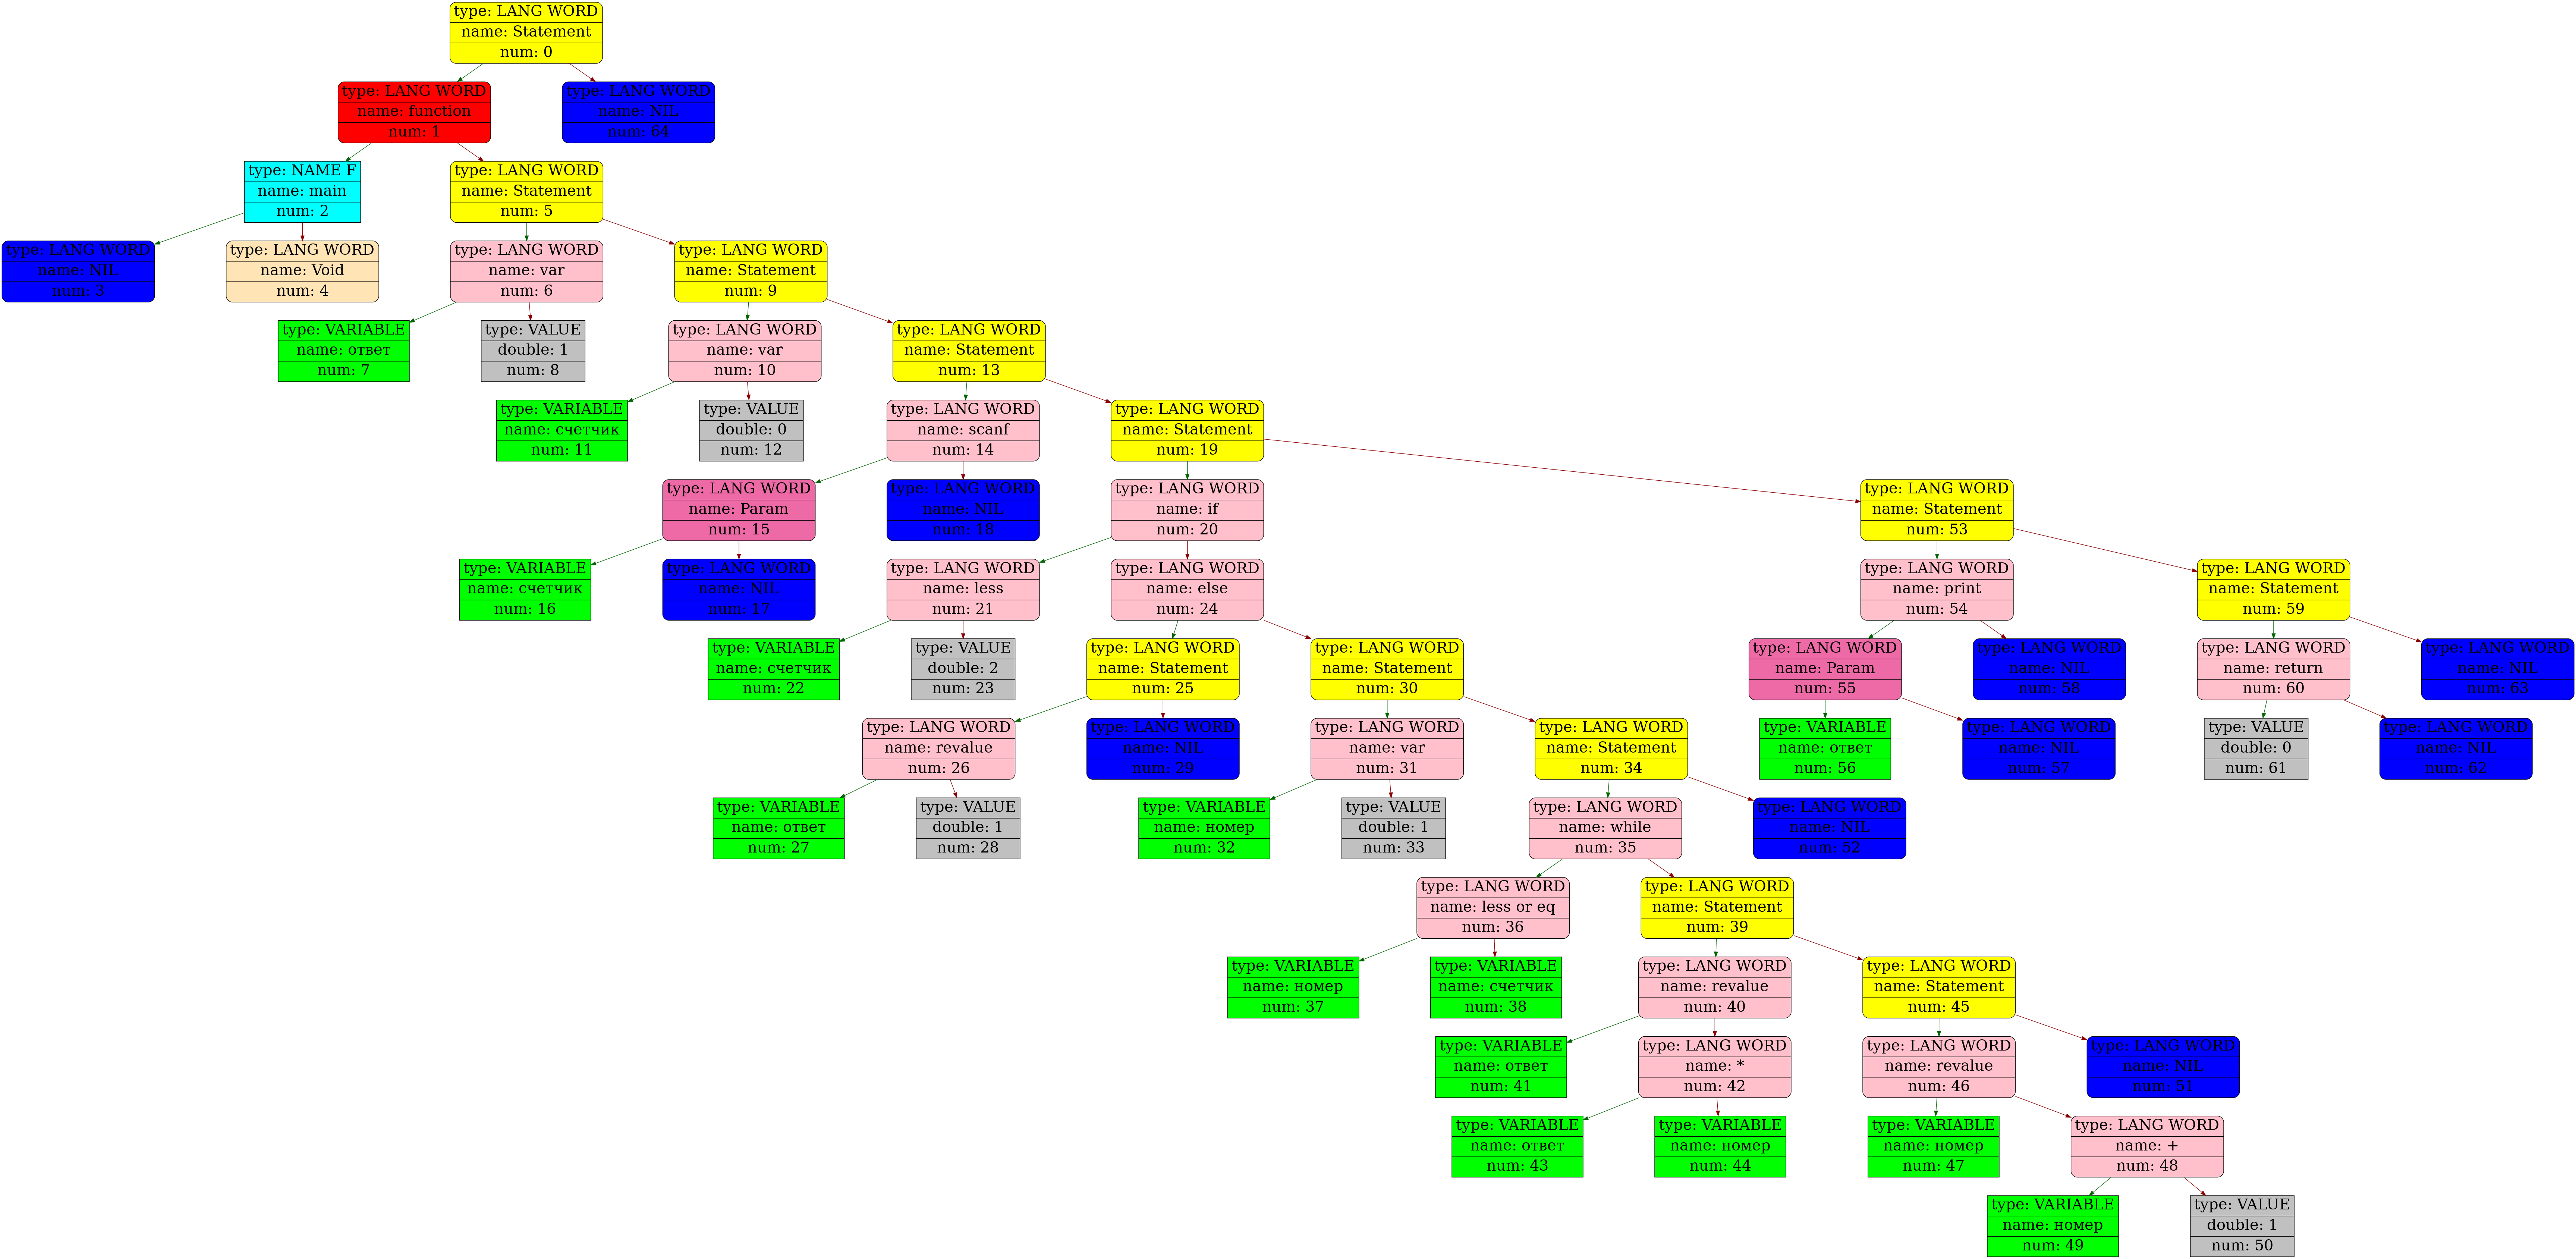 type: LANG WORD
name: Statement
num: 0
type: LANG WORD
name: function
num: 1
type: LANG WORD
name: NIL
num: 64
type: NAME F
name: main
num: 2
type: LANG WORD
name: Statement
num: 5
type: LANG WORD
name: NIL
num: 3
type: LANG WORD
name: Void
num: 4
type: LANG WORD
name: var
num: 6
type: LANG WORD
name: Statement
num: 9
type: VARIABLE
name: ответ
num: 7
type: VALUE
double: 1
num: 8
type: LANG WORD
name: var
num: 10
type: LANG WORD
name: Statement
num: 13
type: VARIABLE
name: счетчик
num: 11
type: VALUE
double: 0
num: 12
type: LANG WORD
name: scanf
num: 14
type: LANG WORD
name: Statement
num: 19
type: LANG WORD
name: Param
num: 15
type: LANG WORD
name: NIL
num: 18
type: LANG WORD
name: if
num: 20
type: LANG WORD
name: Statement
num: 53
type: VARIABLE
name: счетчик
num: 16
type: LANG WORD
name: NIL
num: 17
type: LANG WORD
name: less
num: 21
type: LANG WORD
name: else
num: 24
type: LANG WORD
name: print
num: 54
type: LANG WORD
name: Statement
num: 59
type: VARIABLE
name: счетчик
num: 22
type: VALUE
double: 2
num: 23
type: LANG WORD
name: Statement
num: 25
type: LANG WORD
name: Statement
num: 30
type: LANG WORD
name: Param
num: 55
type: LANG WORD
name: NIL
num: 58
type: LANG WORD
name: return
num: 60
type: LANG WORD
name: NIL
num: 63
type: LANG WORD
name: revalue
num: 26
type: LANG WORD
name: NIL
num: 29
type: LANG WORD
name: var
num: 31
type: LANG WORD
name: Statement
num: 34
type: VARIABLE
name: ответ
num: 56
type: LANG WORD
name: NIL
num: 57
type: VALUE
double: 0
num: 61
type: LANG WORD
name: NIL
num: 62
type: VARIABLE
name: ответ
num: 27
type: VALUE
double: 1
num: 28
type: VARIABLE
name: номер
num: 32
type: VALUE
double: 1
num: 33
type: LANG WORD
name: while
num: 35
type: LANG WORD
name: NIL
num: 52
type: LANG WORD
name: less or eq
num: 36
type: LANG WORD
name: Statement
num: 39
type: VARIABLE
name: номер
num: 37
type: VARIABLE
name: счетчик
num: 38
type: LANG WORD
name: revalue
num: 40
type: LANG WORD
name: Statement
num: 45
type: VARIABLE
name: ответ
num: 41
type: LANG WORD
name: *
num: 42
type: LANG WORD
name: revalue
num: 46
type: LANG WORD
name: NIL
num: 51
type: VARIABLE
name: ответ
num: 43
type: VARIABLE
name: номер
num: 44
type: VARIABLE
name: номер
num: 47
type: LANG WORD
name: +
num: 48
type: VARIABLE
name: номер
num: 49
type: VALUE
double: 1
num: 50